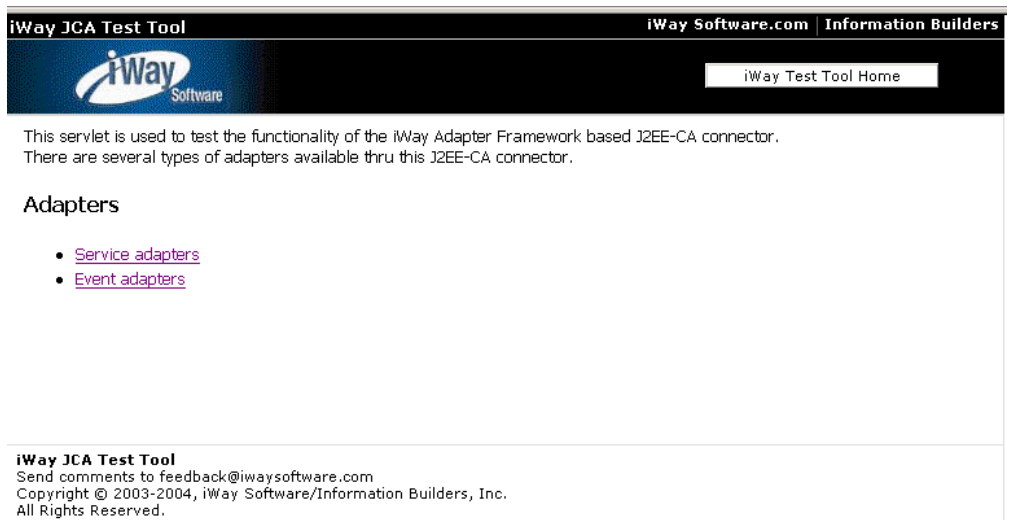 iWay JCA Test Tool
iWay Software.com | Information Builders
iWay
Software
iWay Test Tool Home
This servlet is used to test the functionality of the iWay Adapter Framework based J2EE-CA connector.
There are several types of adapters available thru this J2EE-CA connector.
Adapters
• Service adapters
• Event adapters
iWay JCA Test Tool
Send comments to feedback@iwaysoftware.com
Copyright © 2003-2004, iWay Software/Information Builders, Inc.
All Rights Reserved.